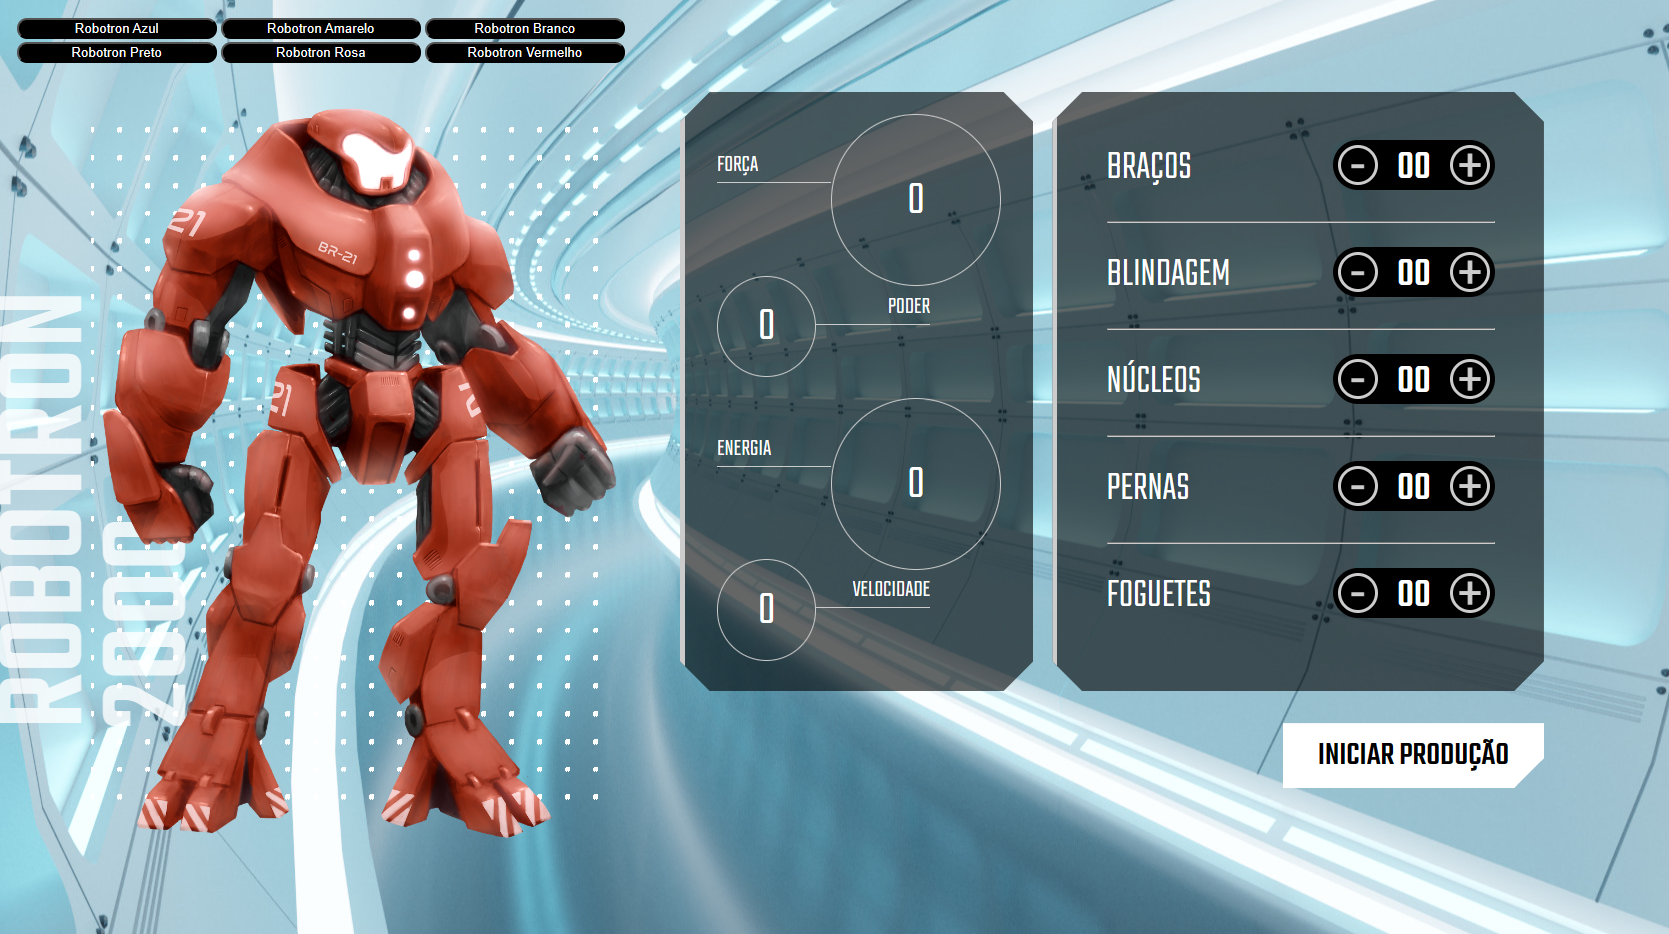 Robotron Azul
Robotron Amarelo
Robotron Branco
Robotron Preto
Robotron Rosa
Robotron Vermelho
ROBOTRON
2000
21
BR-21
21
FORÇA
0
PODER
0
ENERGIA
0
VELOCIDADE
0
BRAÇOS
- 00 +
BLINDAGEM
- 00 +
NÚCLEOS
- 00 +
PERNAS
- 00 +
FOGUETES
- 00 +
INICIAR PRODUÇÃO